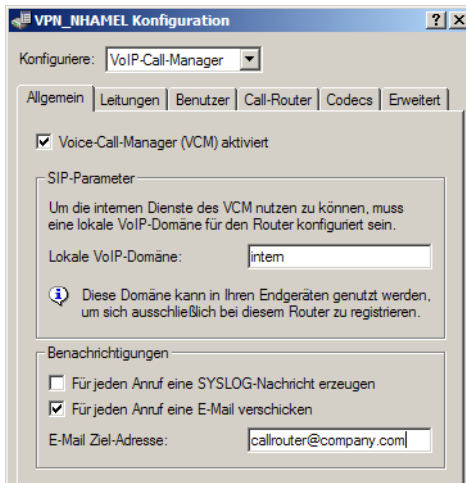 VPN_NHAMEL Konfiguration
Konfiguriere: VoIP-Call-Manager
Allgemein Leitungen Benutzer Call-Router Codecs Erweitert
Voice-Call-Manager (VCM) aktiviert
SIP-Parameter
Um die internen Dienste des VCM nutzen zu können, muss
eine lokale VoIP-Domäne für den Router konfiguriert sein.
Lokale VoIP-Domäne: intern
Diese Domäne kann in Ihren Endgeräten genutzt werden,
um sich ausschließlich bei diesem Router zu registrieren.
Benachrichtigungen
Für jeden Anruf eine SYSLOG-Nachricht erzeugen
Für jeden Anruf eine E-Mail verschicken
E-Mail Ziel-Adresse: callrouter@company.com